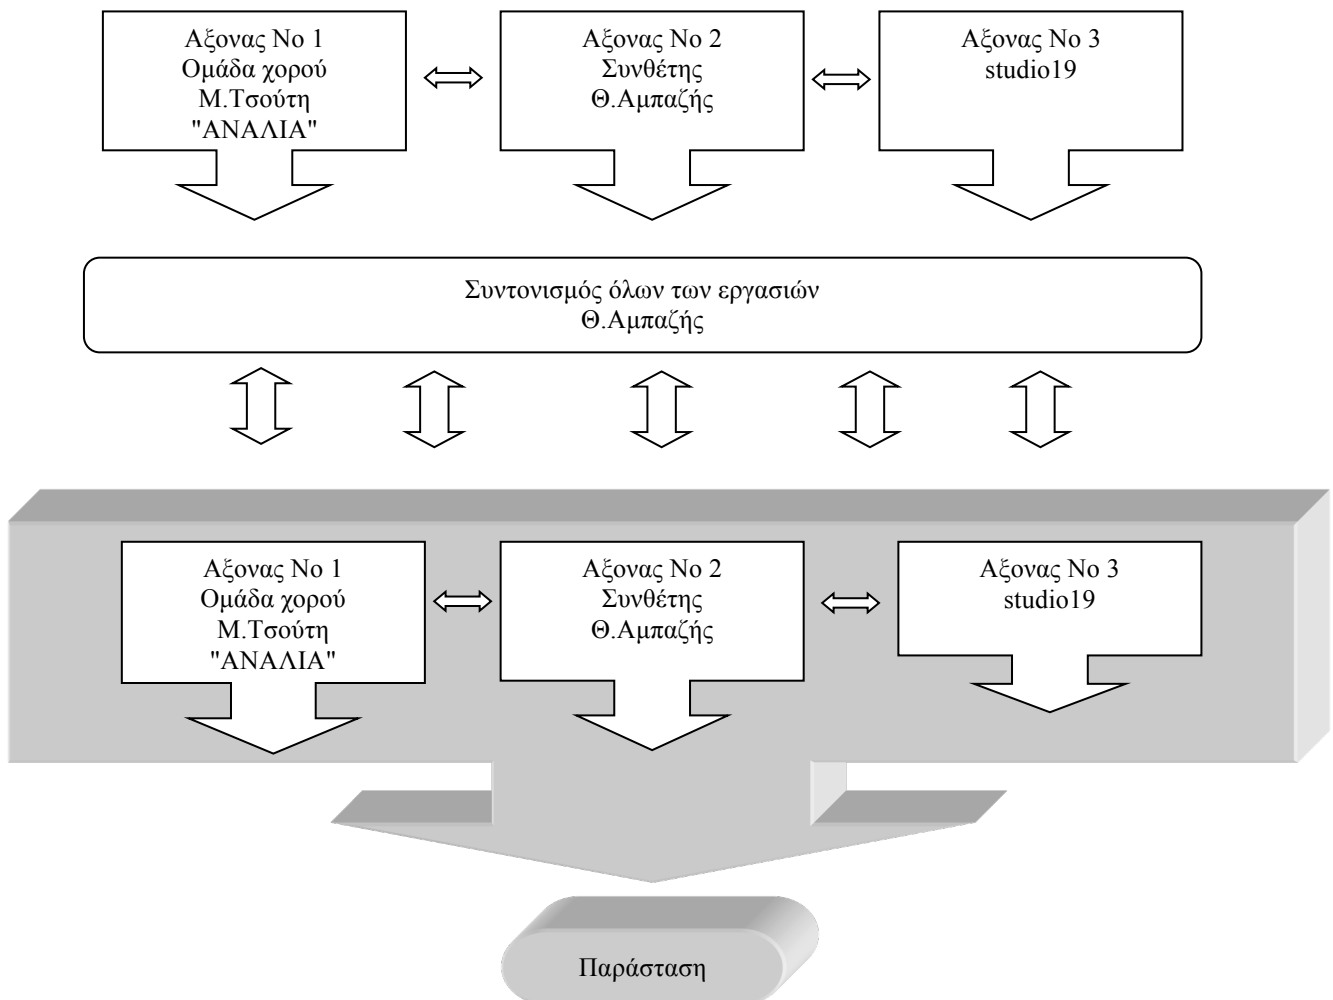 Αξονας Νο 1
Ομάδα χορού
Μ.Τσούτη
"ΑΝΑΛΙΑ"
Αξονας Νο 2
Συνθέτης
Θ.Αμπαζής
Αξονας Νο 3
studio19
Συντονισμός όλων των εργασιών
Θ.Αμπαζής
Αξονας Νο 1
Ομάδα χορού
Μ.Τσούτη
"ΑΝΑΛΙΑ"
Αξονας Νο 2
Συνθέτης
Θ.Αμπαζής
Αξονας Νο 3
studio19
Παράσταση